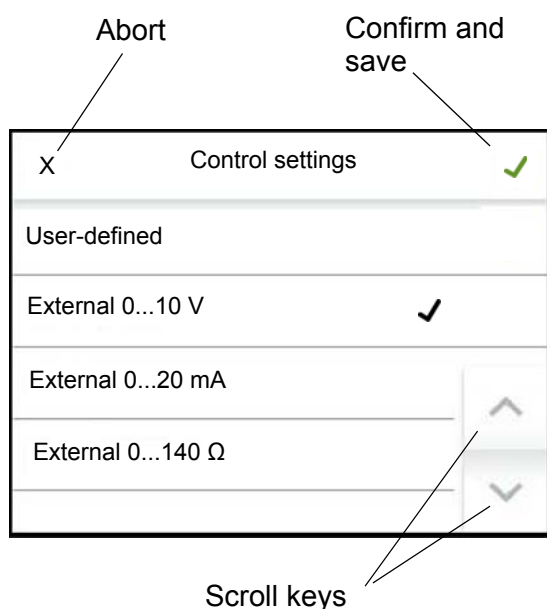 Abort
Confirm and
save
X
Control settings
User-defined
External 0...10 V
External 0...20 mA
External 0...140 Ω
Scroll keys